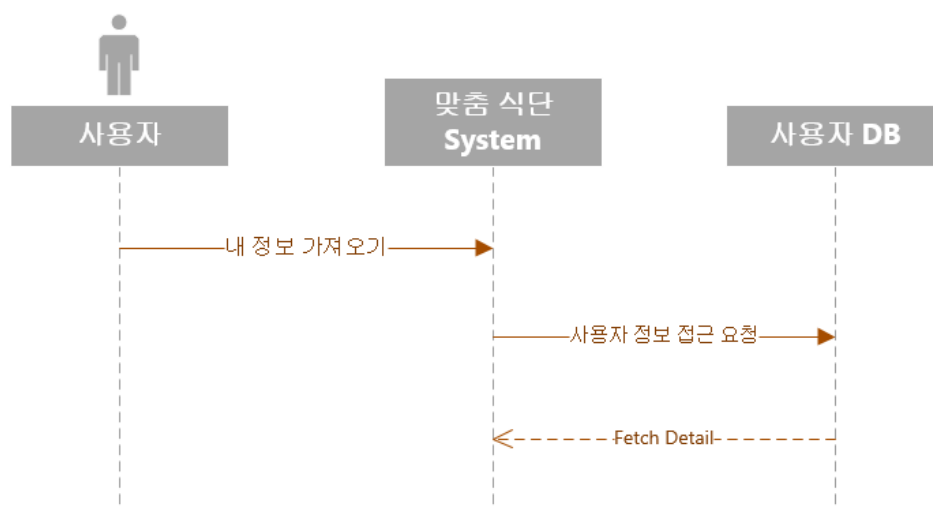 사용자
맞춤 식단
System
사용자 DB
내 정보 가져오기
사용자 정보 접근 요청
Fetch Detail